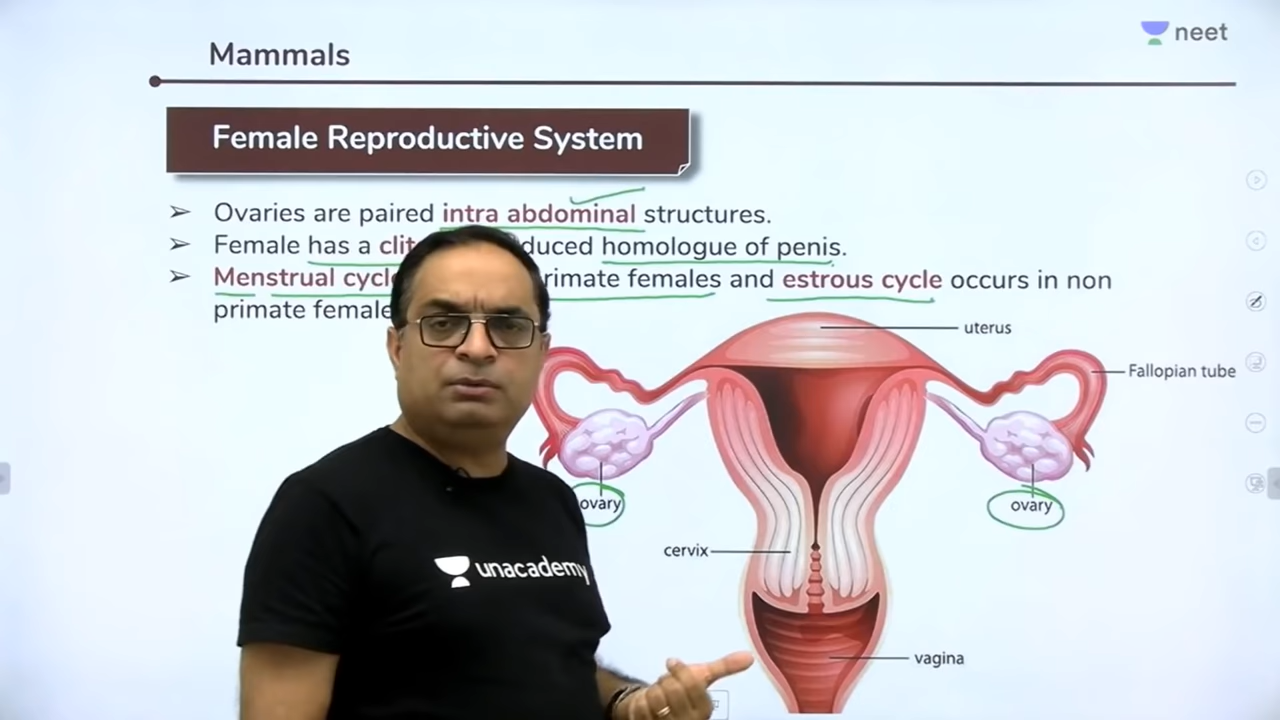 neet
Mammals
Female Reproductive System
Ovaries are paired intra abdominal structures.
Female has a clit duced homologue of penis.
Menstrual cycl rimate females and estrous cycle occurs in non
primate female
uterus
Fallopian tube
ovary
ovary
cervix
unacademy
vagina